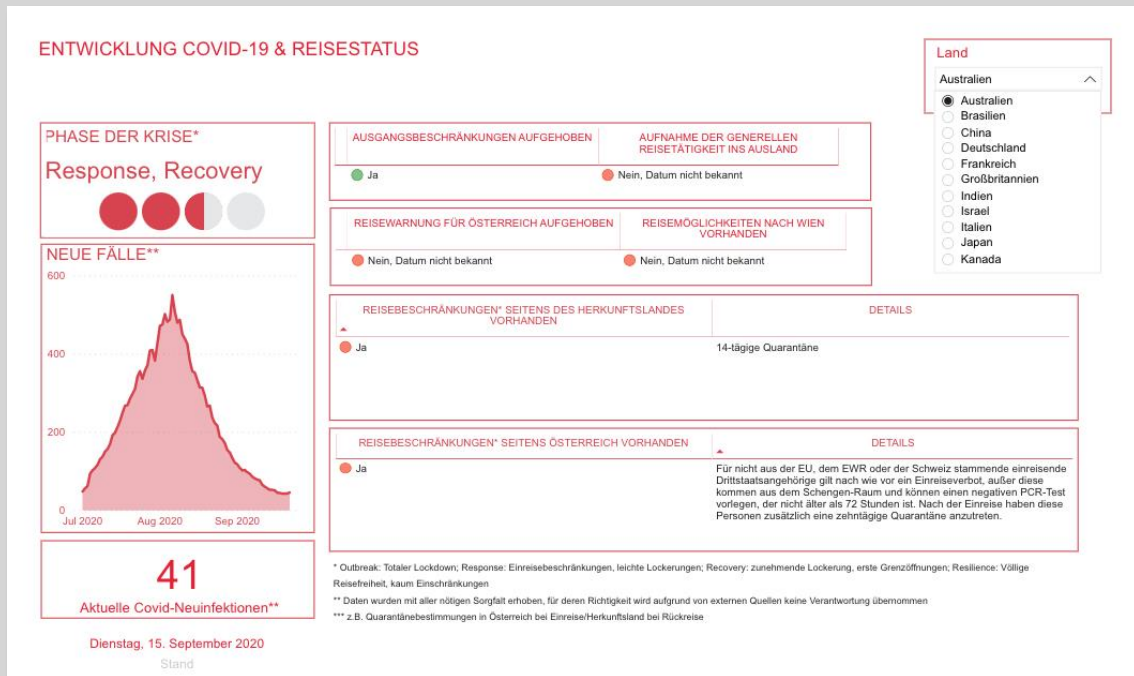 ENTWICKLUNG COVID-19 & REISESTATUS
Land
Australien
Australien
Brasilien
China
Deutschland
Frankreich
Großbritannien
Indien
Israel
Italien
Japan
Kanada
PHASE DER KRISE*
Response, Recovery
NEUE FÄLLE**
600
400
200
0
Jul 2020 Aug 2020 Sep 2020
41
Aktuelle Covid-Neuinfektionen**
Dienstag, 15. September 2020
Stand
AUSGANGSBESCHRÄNKUNGEN AUFGEHOBEN
AUFNAHME DER GENERELLEN
REISETÄTIGKEIT INS AUSLAND
Ja
Nein, Datum nicht bekannt
REISEWARNUNG FÜR ÖSTERREICH AUFGEHOBEN
REISEMÖGLICHKEITEN NACH WIEN
VORHANDEN
Nein, Datum nicht bekannt
Nein, Datum nicht bekannt
REISEBESCHRÄNKUNGEN* SEITENS DES HERKUNFTSLANDES
VORHANDEN
DETAILS
Ja
14-tägige Quarantäne
REISEBESCHRÄNKUNGEN* SEITENS ÖSTERREICH VORHANDEN
DETAILS
Ja
Für nicht aus der EU, dem EWR oder der Schweiz stammende einreisende
Drittstaatsangehörige gilt nach wie vor ein Einreiseverbot, außer diese
kommen aus dem Schengen-Raum und können einen negativen PCR-Test
vorlegen, der nicht älter als 72 Stunden ist. Nach der Einreise haben diese
Personen zusätzlich eine zehntägige Quarantäne anzutreten.
* Outbreak: Totaler Lockdown; Response: Einreisebeschränkungen, leichte Lockerungen; Recovery: zunehmende Lockerung, erste Grenzöffnungen; Resilience: Völlige
Reisefreiheit, kaum Einschränkungen
** Daten wurden mit aller nötigen Sorgfalt erhoben, für deren Richtigkeit wird aufgrund von externen Quellen keine Verantwortung übernommen
*** z.B. Quarantänebestimmungen in Österreich bei Einreise/Herkunftsland bei Rückreise